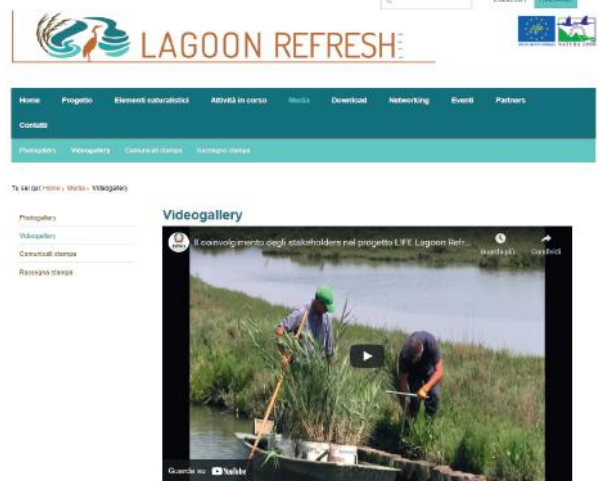 LAGOON REFRESH
Home Progetto Elementi naturalistici Attività in corso Media Download Networking Eventi Partners
Contatti
Photogallery Videogallery Comunicati stampa Rassegna stampa
Tu sei qui: Home › Media › Videogallery
Photogallery
Videogallery
Comunicati stampa
Rassegna stampa
Videogallery
Il coinvolgimento degli stakeholders nel progetto LIFE Lagoon Refr...
Guarda più... Condividi
Guarda su YouTube